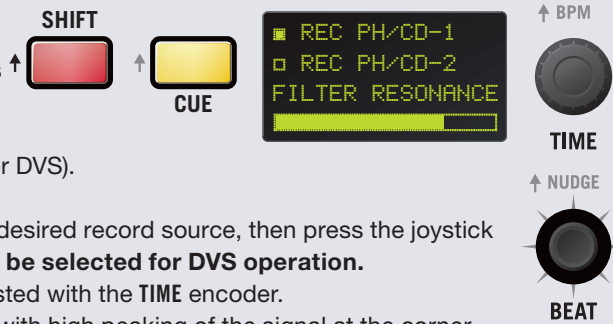 SHIFT
BPM
REC PH/CD-1
s
REC PH/CD-2
FILTER RESONANCE
CUE
TIME
r DVS).
NUDGE
desired record source, then press the joystick
be selected for DVS operation.
sted with the TIME encoder.
with high peaking of the signal at the corner
BEAT